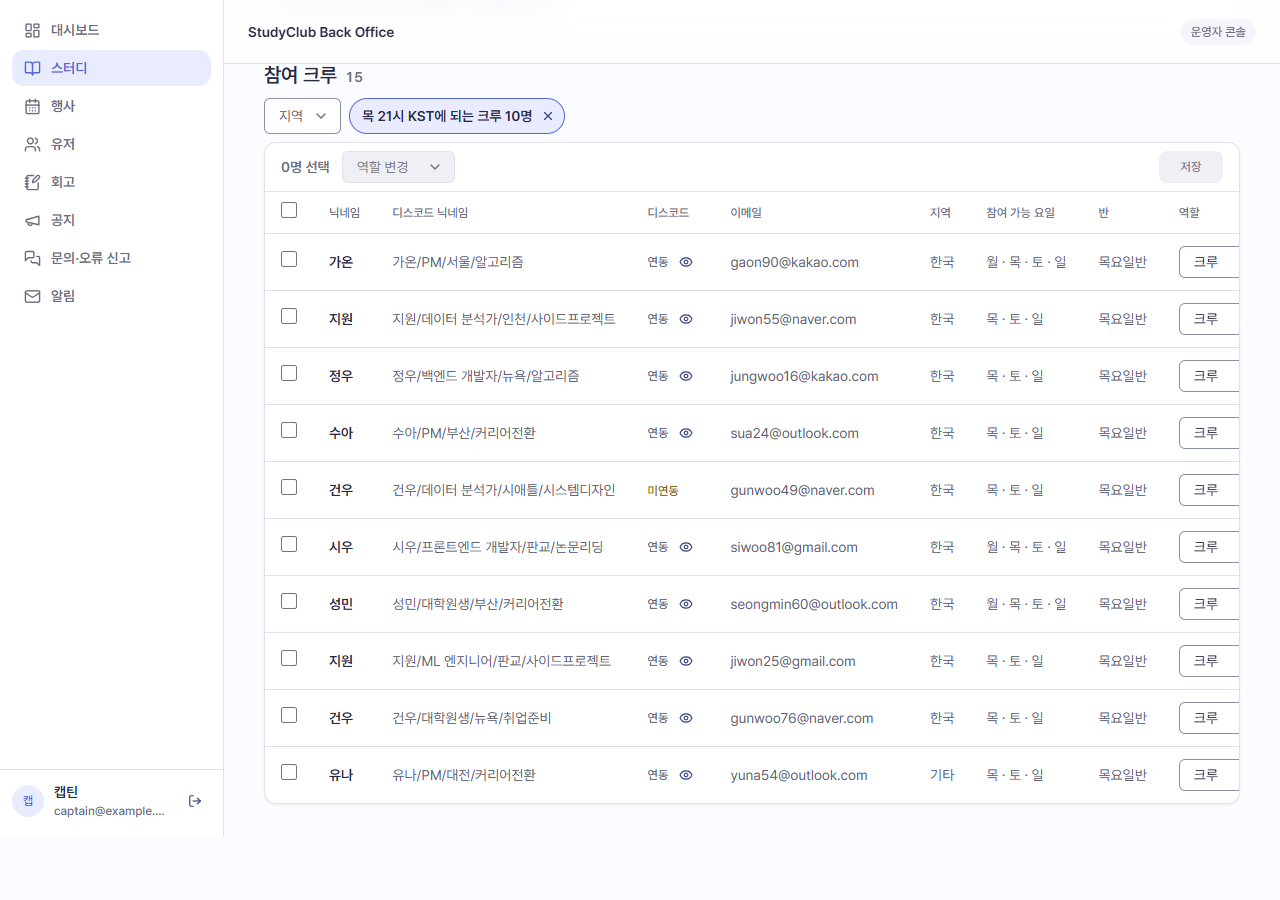 대시보드
스터디
행사
유저
회고
공지
문의·오류 신고
알림
캡
캡틴
captain@example....
StudyClub Back Office
운영자 콘솔
참여 크루 15
지역
목 21시 KST에 되는 크루 10명
0명 선택 역할 변경 저장
닉네임 디스코드 닉네임 디스코드 이메일 지역 참여 가능 요일 반 역할
가온 가온/PM/서울/알고리즘 연동 gaon90@kakao.com 한국 월 · 목 · 토 · 일 목요일반 크루
지원 지원/데이터 분석가/인천/사이드프로젝트 연동 jiwon55@naver.com 한국 목 · 토 · 일 목요일반 크루
정우 정우/백엔드 개발자/뉴욕/알고리즘 연동 jungwoo16@kakao.com 한국 목 · 토 · 일 목요일반 크루
수아 수아/PM/부산/커리어전환 연동 sua24@outlook.com 한국 목 · 토 · 일 목요일반 크루
건우 건우/데이터 분석가/시애틀/시스템디자인 미연동 gunwoo49@naver.com 한국 목 · 토 · 일 목요일반 크루
시우 시우/프론트엔드 개발자/판교/논문리딩 연동 siwoo81@gmail.com 한국 월 · 목 · 토 · 일 목요일반 크루
성민 성민/대학원생/부산/커리어전환 연동 seongmin60@outlook.com 한국 월 · 목 · 토 · 일 목요일반 크루
지원 지원/ML 엔지니어/판교/사이드프로젝트 연동 jiwon25@gmail.com 한국 목 · 토 · 일 목요일반 크루
건우 건우/대학원생/뉴욕/취업준비 연동 gunwoo76@naver.com 한국 목 · 토 · 일 목요일반 크루
유나 유나/PM/대전/커리어전환 연동 yuna54@outlook.com 기타 목 · 토 · 일 목요일반 크루